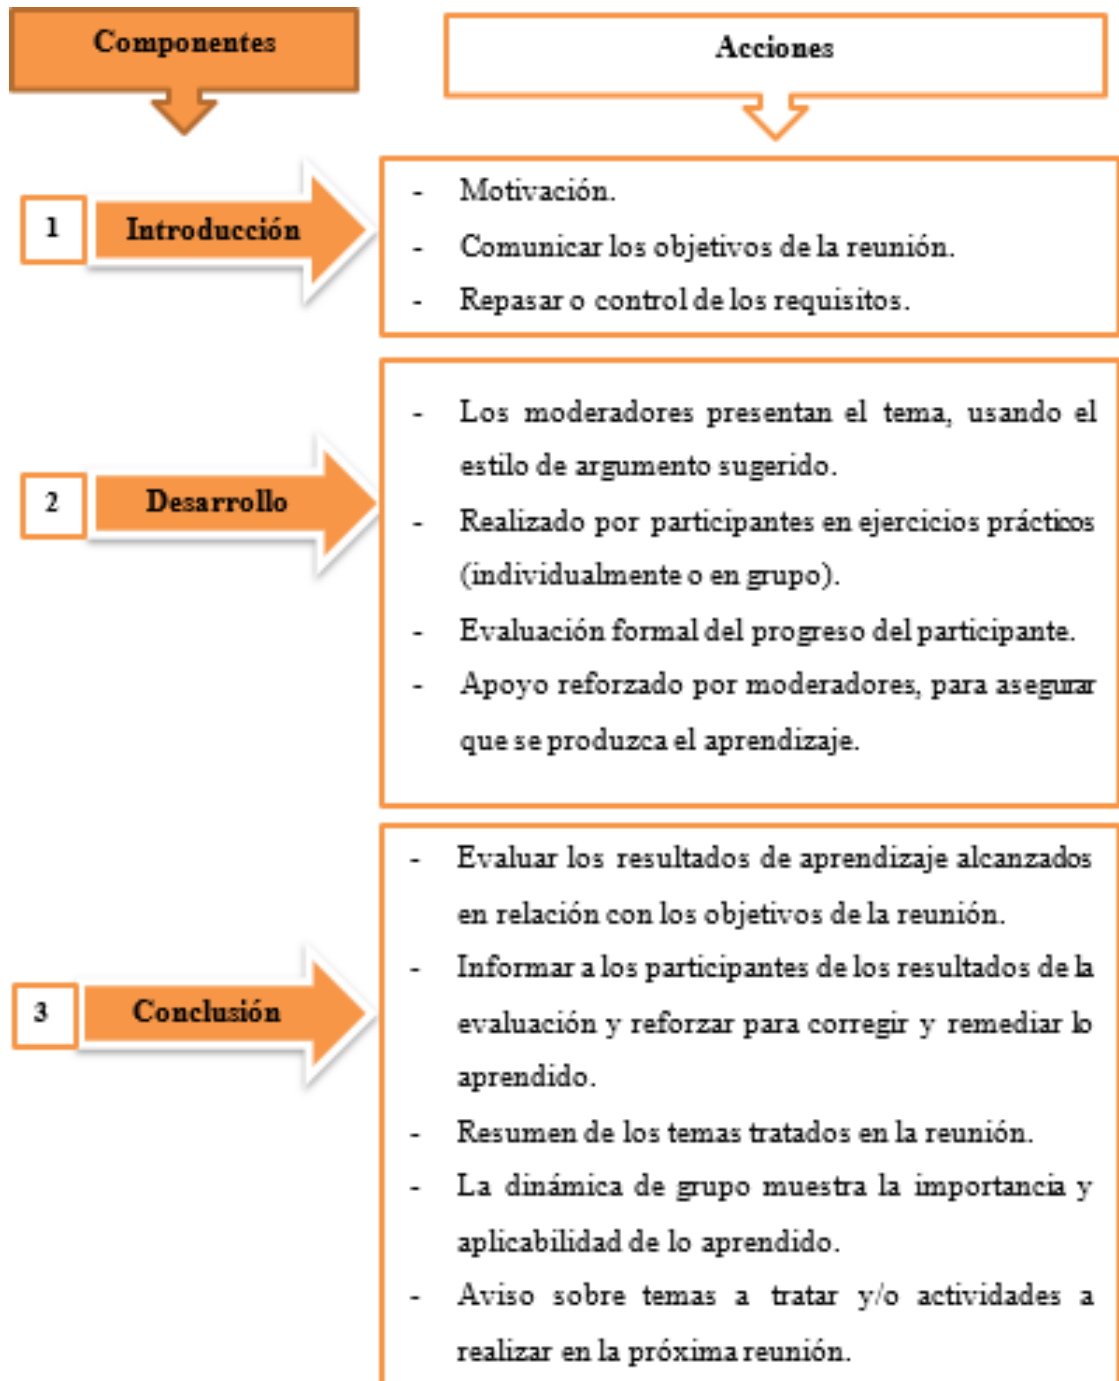 Componentes
Acciones
1
Introducción
- Motivación.
- Comunicar los objetivos de la reunión.
- Repasar o control de los requisitos.
2
Desarrollo
- Los moderadores presentan el tema, usando el
estilo de argumento sugerido.
- Realizado por participantes en ejercicios prácticos
(individualmente o en grupo).
- Evaluación formal del progreso del participante.
- Apoyo reforzado por moderadores, para asegurar
que se produzca el aprendizaje.
3
Conclusión
- Evaluar los resultados de aprendizaje alcanzados
en relación con los objetivos de la reunión.
- Informar a los participantes de los resultados de la
evaluación y reforzar para corregir y remediar lo
aprendido.
- Resumen de los temas tratados en la reunión.
- La dinámica de grupo muestra la importancia y
aplicabilidad de lo aprendido.
- Aviso sobre temas a tratar y/o actividades a
realizar en la próxima reunión.